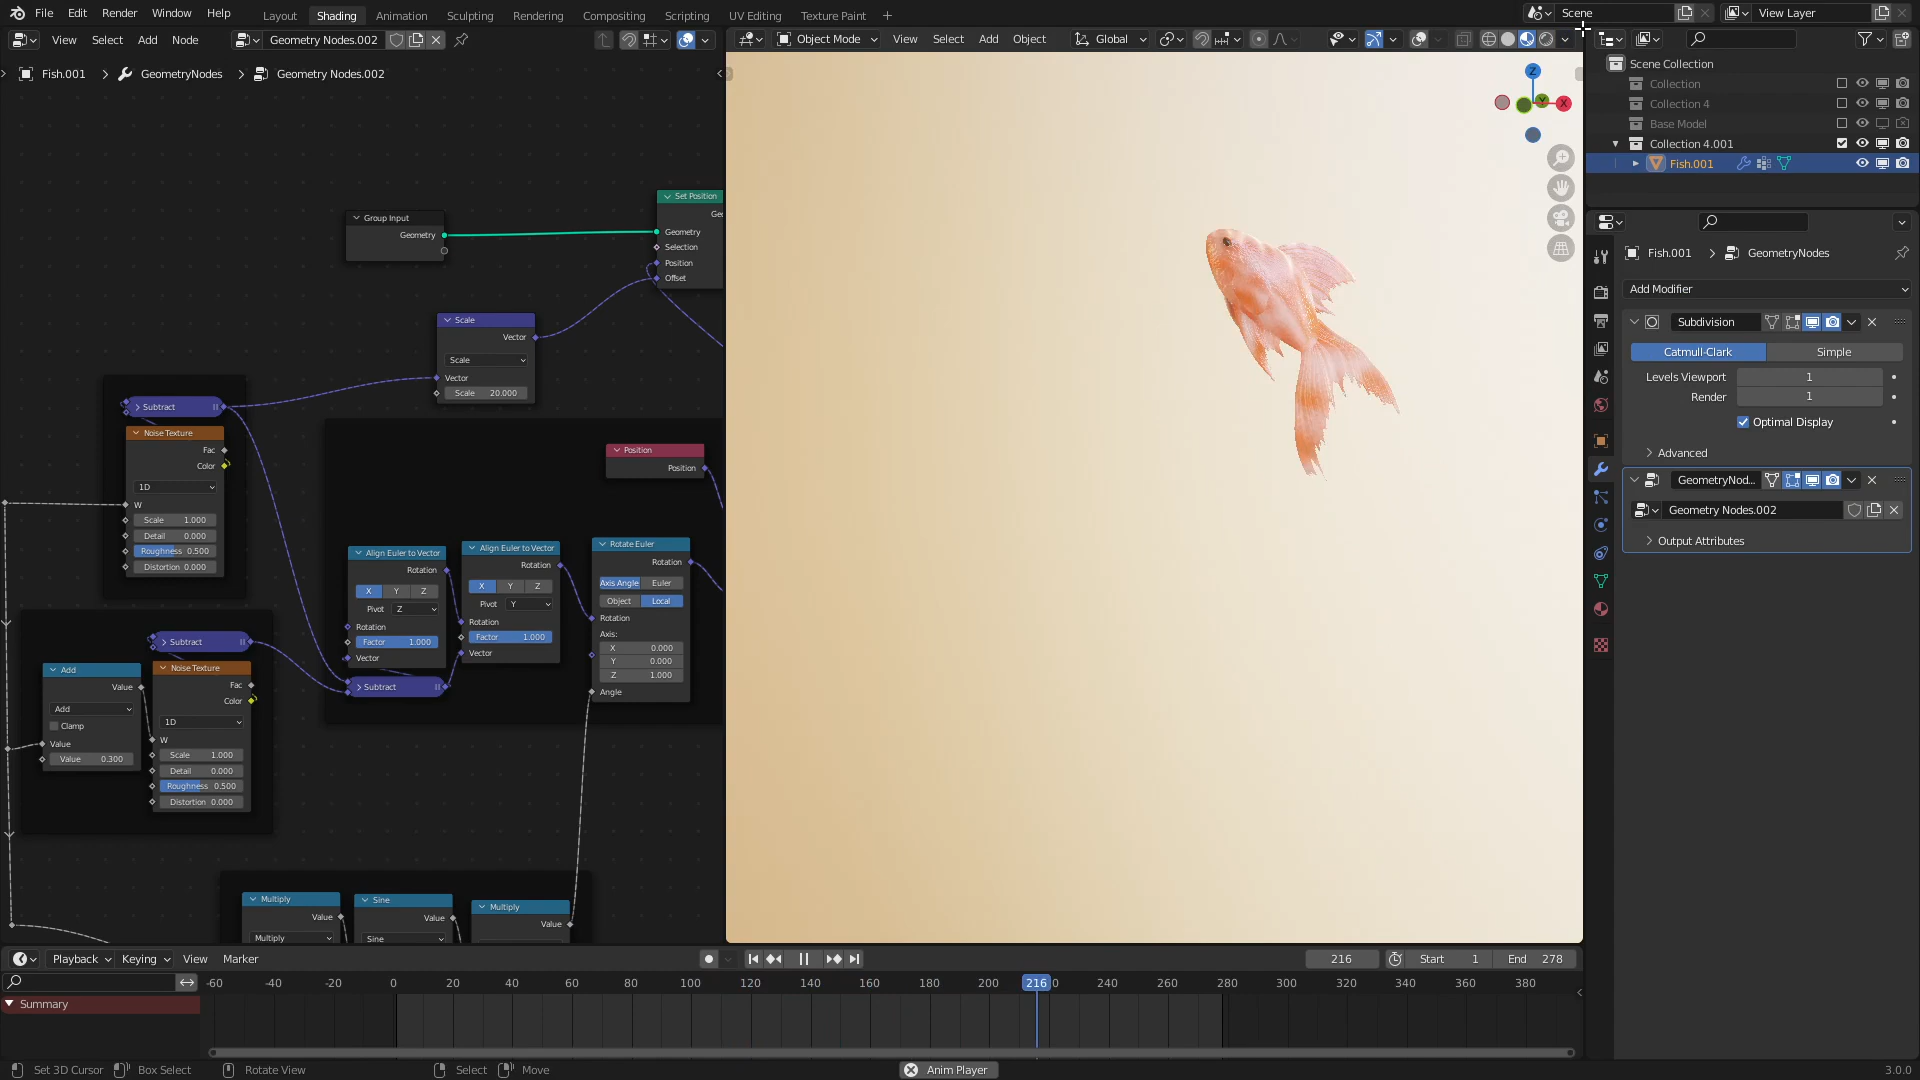 File Edit Render Window Help
Layout Shading Animation Sculpting Rendering Compositing Scripting UV Editing Texture Paint +
Scene
View Layer
View Select Add Node
Geometry Nodes.002
Object Mode View Select Add Object
Global
Fish.001 > GeometryNodes > Geometry Nodes.002
Group Input
Geometry
Set Position
Geo
Geometry
Selection
Position
Offset
Scale
Vector
Scale
Vector
Scale 20.000
Subtract
Noise Texture
Fac
Color
1D
W
Scale 1.000
Detail 0.000
Roughness 0.500
Distortion 0.000
Position
Position
Align Euler to Vector
Rotation
X Y Z
Pivot Z
Rotation
Factor 1.000
Vector
Align Euler to Vector
Rotation
X Y Z
Pivot Y
Rotation
Factor 1.000
Vector
Rotate Euler
Rotation
Axis Angle Euler
Object Local
Rotation
Axis:
X 0.000
Y 0.000
Z 1.000
Angle
Subtract
Subtract
Add
Value
Add
Clamp
Value
Value 0.300
Noise Texture
Fac
Color
1D
W
Scale 1.000
Detail 0.000
Roughness 0.500
Distortion 0.000
Multiply
Value
Multiply
Sine
Value
Sine
Multiply
Value
Z
Y
X
Scene Collection
Collection
Collection 4
Base Model
Collection 4.001
Fish.001
Fish.001 > GeometryNodes
Add Modifier
Subdivision
Catmull-Clark Simple
Levels Viewport 1
Render 1
Optimal Display
Advanced
GeometryNod...
Geometry Nodes.002
Output Attributes
Playback Keying View Marker
216 Start 1 End 278
-60 -40 -20 0 20 40 60 80 100 120 140 160 180 200 216 0 240 260 280 300 320 340 360 380
Summary
Set 3D Cursor Box Select Rotate View Select Move Anim Player 3.0.0